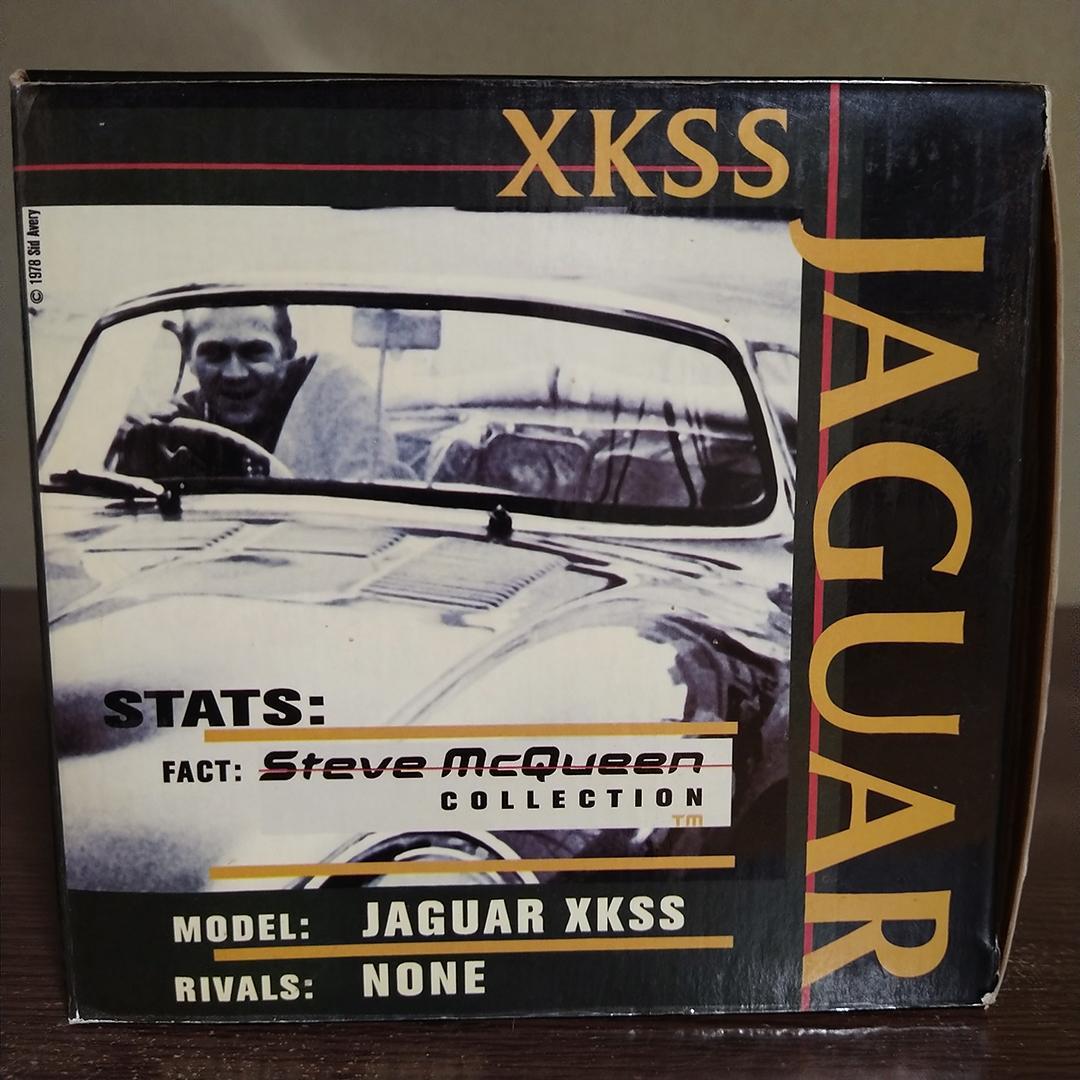 XKSS
JAGUAR
© 1978 Sid Avery
STATS:
FACT: Steve McQueen
COLLECTION
TM
MODEL: JAGUAR XKSS
RIVALS: NONE